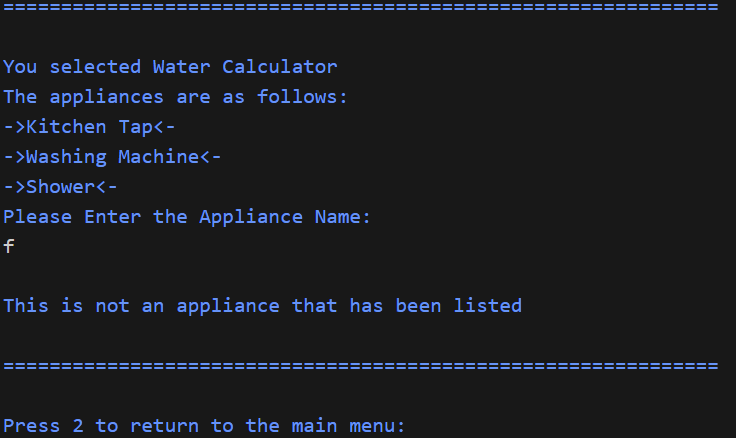 ==============================================================
You selected Water Calculator
The appliances are as follows:
->Kitchen Tap<-
->Washing Machine<-
->Shower<-
Please Enter the Appliance Name:
f
This is not an appliance that has been listed
==============================================================
Press 2 to return to the main menu: